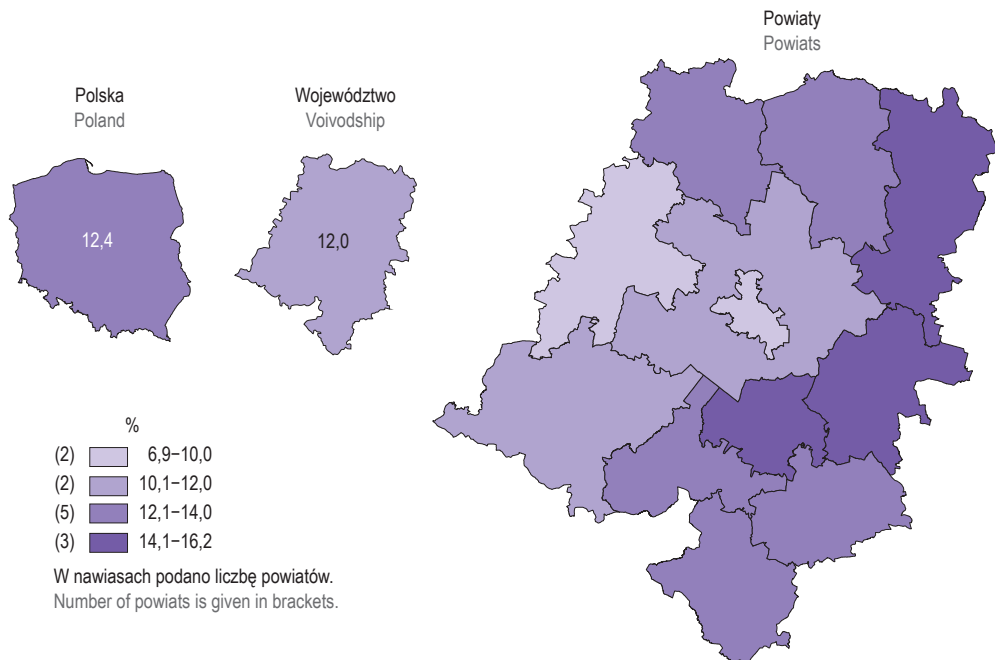 Powiaty
Powiats
Polska
Poland
Województwo
Voivodship
12,4
12,0
%
(2) 6,9–10,0
(2) 10,1–12,0
(5) 12,1–14,0
(3) 14,1–16,2
W nawiasach podano liczbę powiatów.
Number of powiats is given in brackets.